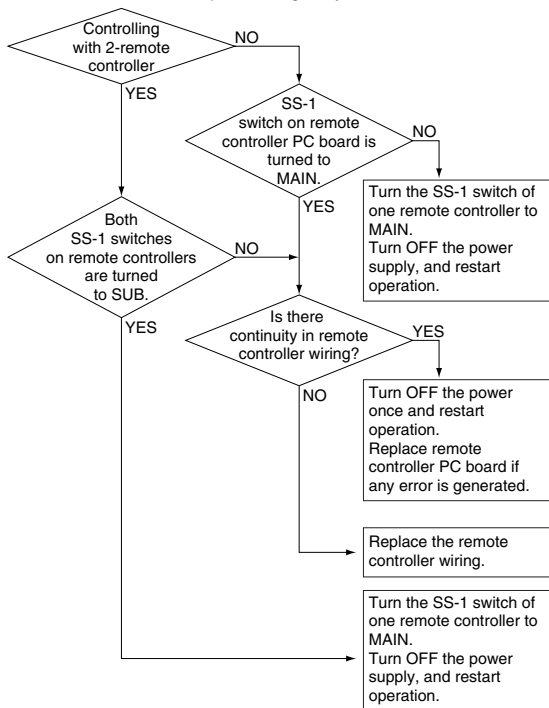 Controlling
with 2-remote
controller
NO
YES
SS-1
switch on remote
controller PC board is
turned to
MAIN.
NO
YES
Turn the SS-1 switch of
one remote controller to
MAIN.
Turn OFF the power
supply, and restart
operation.
Both
SS-1 switches
on remote controllers
are turned
to SUB.
NO
YES
Is there
continuity in remote
controller wiring?
YES
NO
Turn OFF the power
once and restart
operation.
Replace remote
controller PC board if
any error is generated.
Replace the remote
controller wiring.
Turn the SS-1 switch of
one remote controller to
MAIN.
Turn OFF the power
supply, and restart
operation.